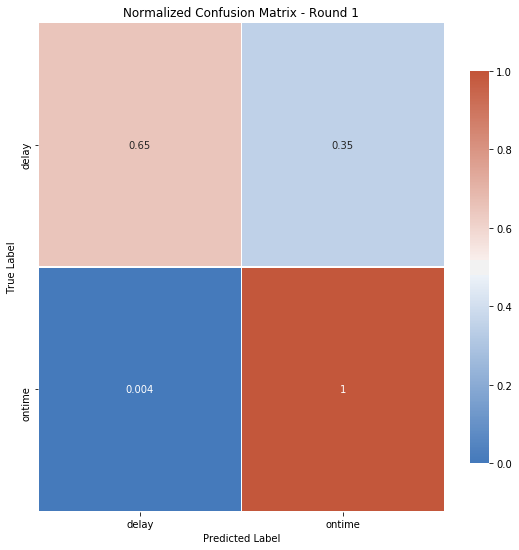 Normalized Confusion Matrix - Round 1
True Label
delay
ontime
0.65
0.35
0.004
1
delay
ontime
Predicted Label
1.0
0.8
0.6
0.4
0.2
0.0